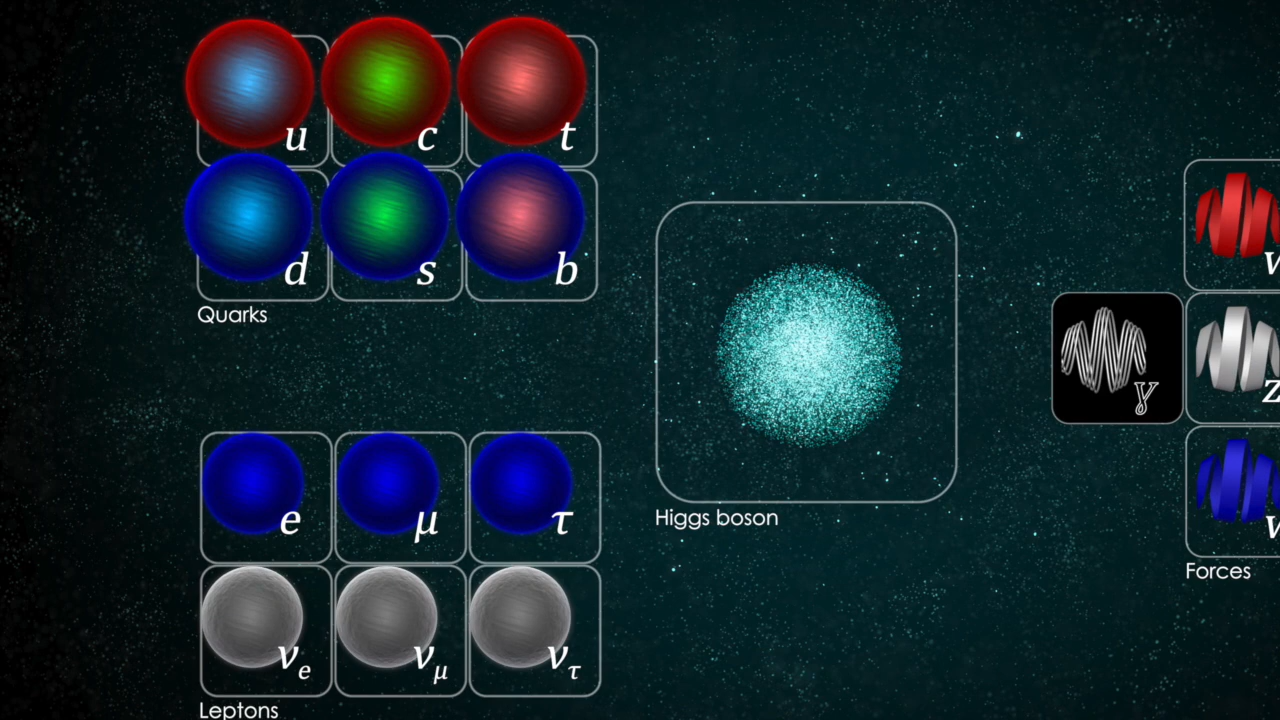 u c t
d s b
Quarks
e μ τ
νe νμ ντ
Leptons
Higgs boson
γ
Forces